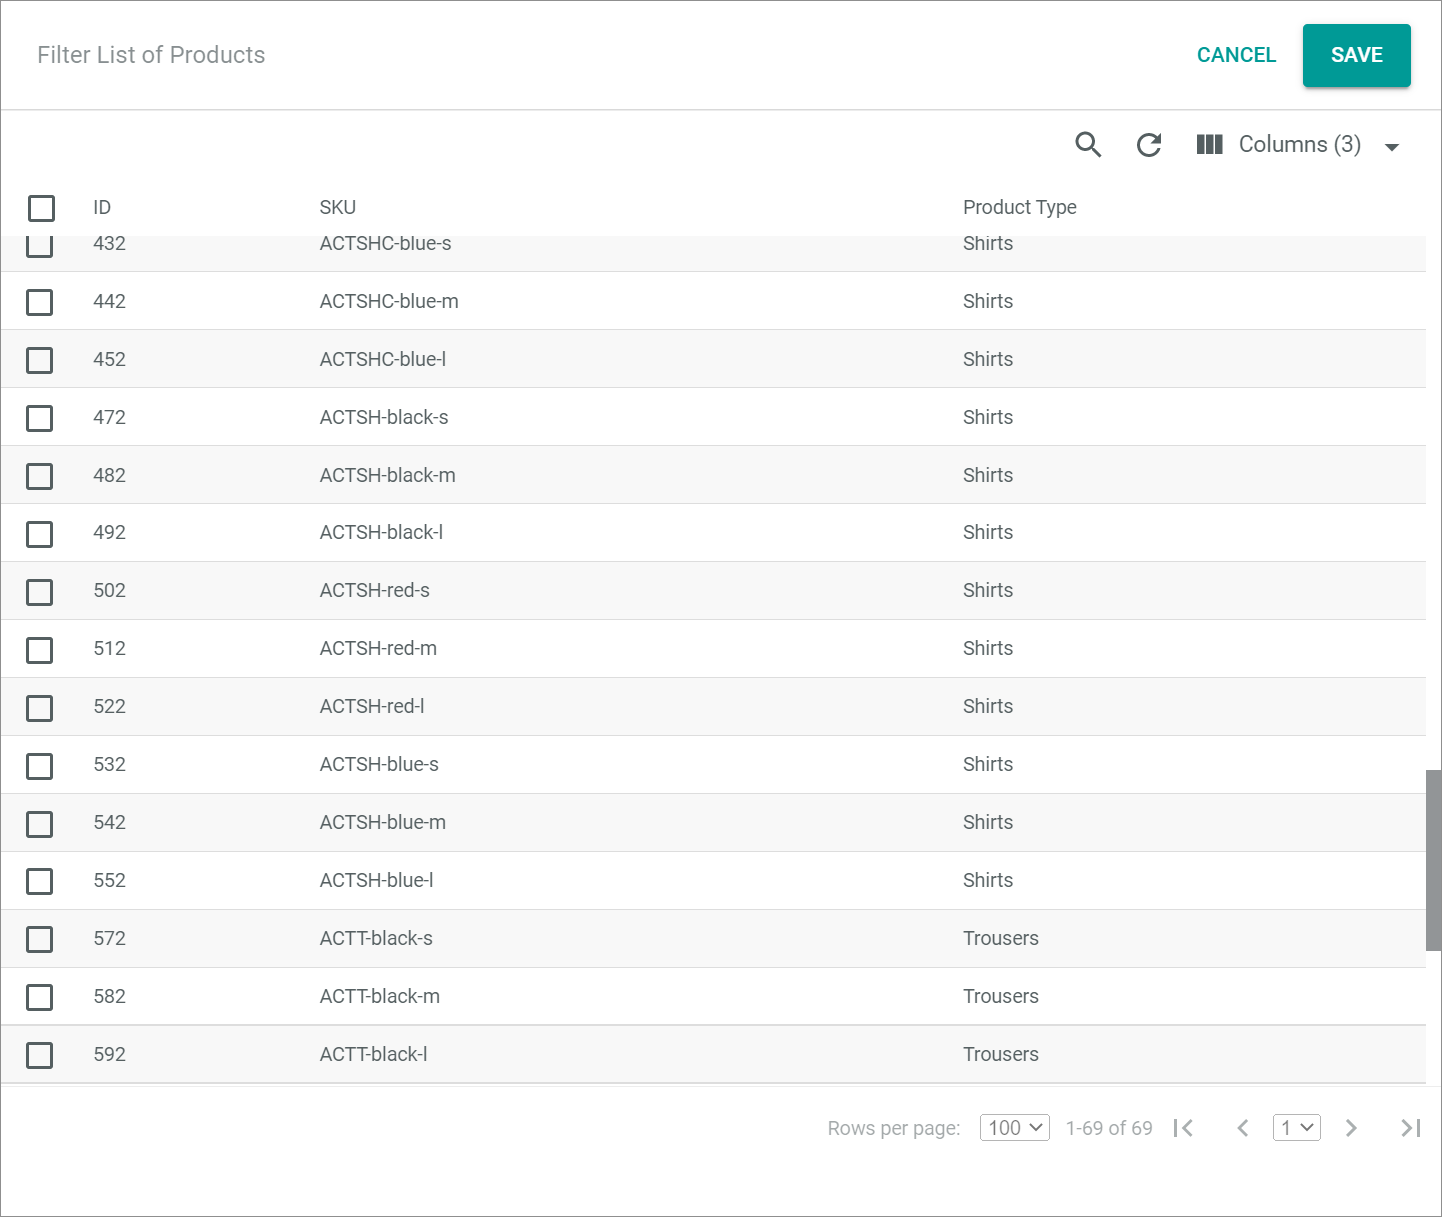 Filter List of Products CANCEL SAVE
Columns (3)
ID SKU Product Type
432 ACTSHC-blue-s Shirts
442 ACTSHC-blue-m Shirts
452 ACTSHC-blue-l Shirts
472 ACTSH-black-s Shirts
482 ACTSH-black-m Shirts
492 ACTSH-black-l Shirts
502 ACTSH-red-s Shirts
512 ACTSH-red-m Shirts
522 ACTSH-red-l Shirts
532 ACTSH-blue-s Shirts
542 ACTSH-blue-m Shirts
552 ACTSH-blue-l Shirts
572 ACTT-black-s Trousers
582 ACTT-black-m Trousers
592 ACTT-black-l Trousers
Rows per page: 100 1-69 of 69 1